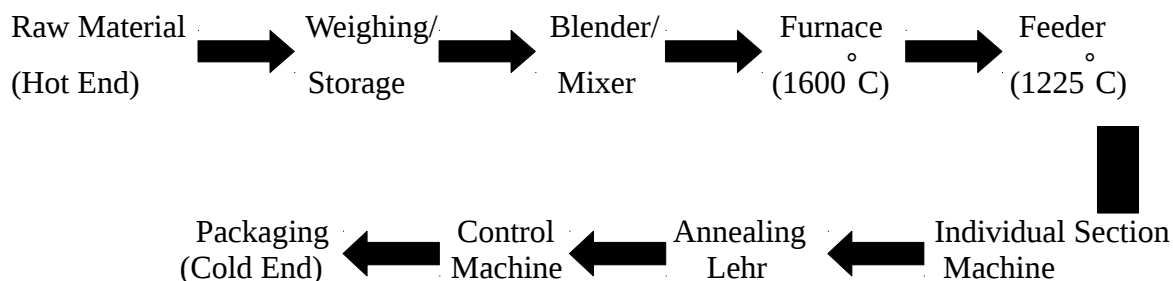 Raw Material Weighing/ Blender/ Furnace Feeder
(Hot End) Storage Mixer (1600°C) (1225°C)
Packaging Control Annealing Individual Section
(Cold End) Machine Lehr Machine